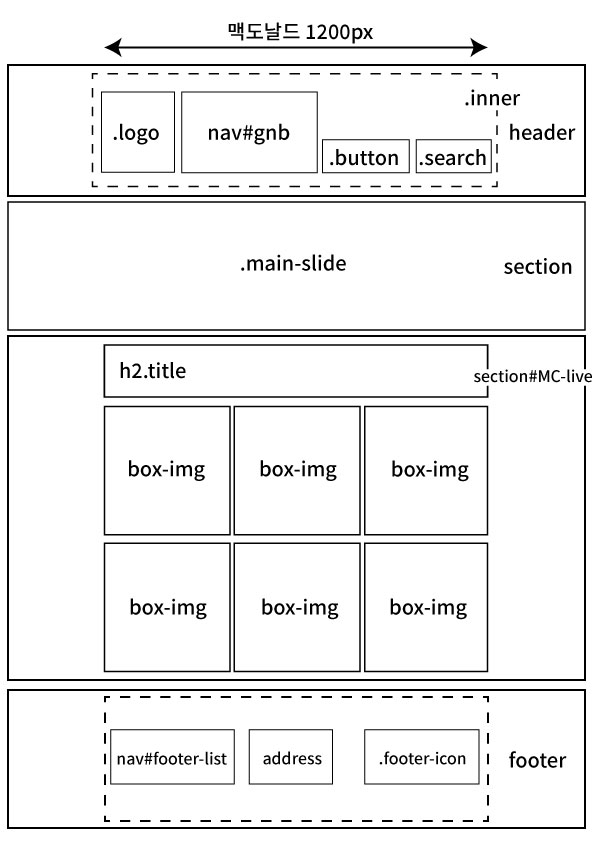 맥도날드 1200px
.inner
.logo
nav#gnb
.button
.search
header
.main-slide
section
h2.title
section#MC-live
box-img
box-img
box-img
box-img
box-img
box-img
nav#footer-list
address
.footer-icon
footer